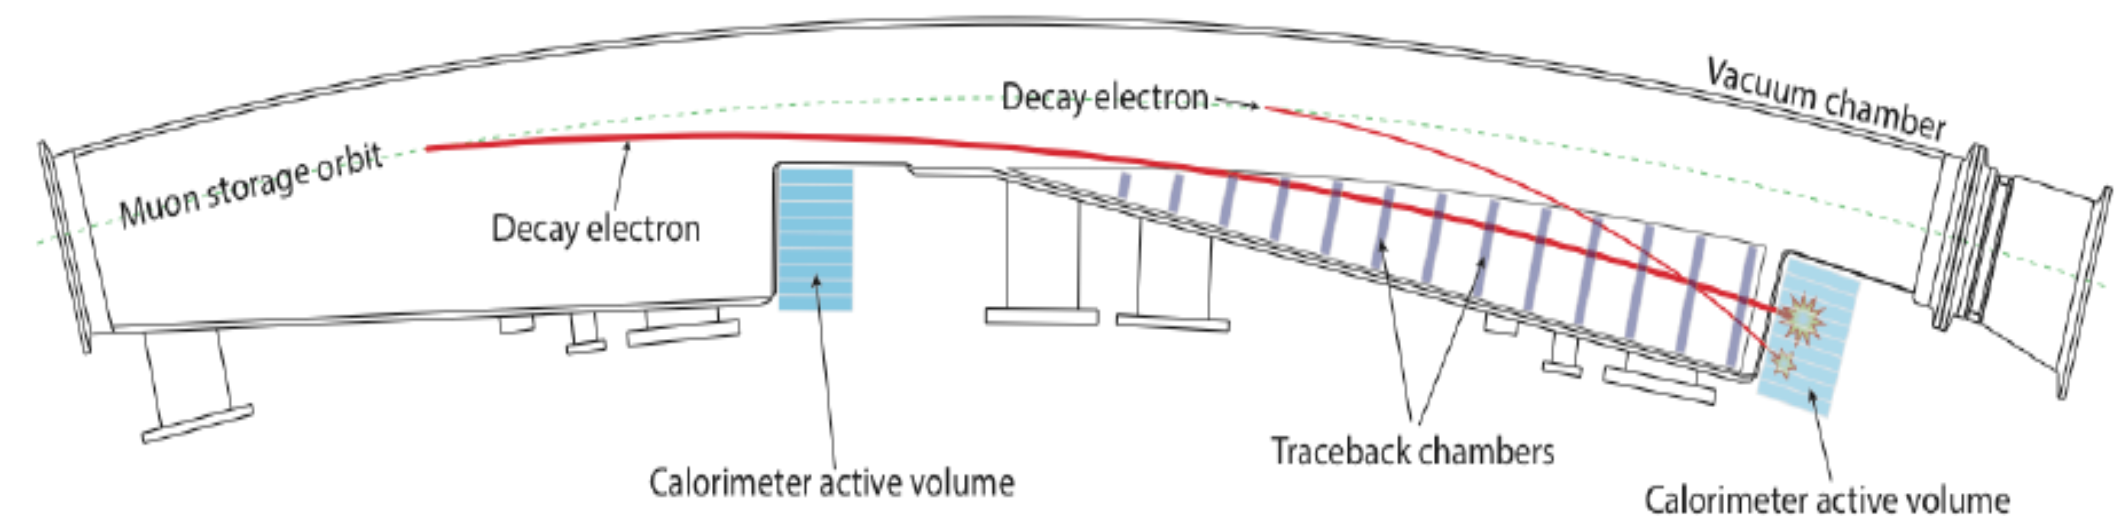 Vacuum chamber
Decay electron
Muon storage orbit
Decay electron
Traceback chambers
Calorimeter active volume
Calorimeter active volume